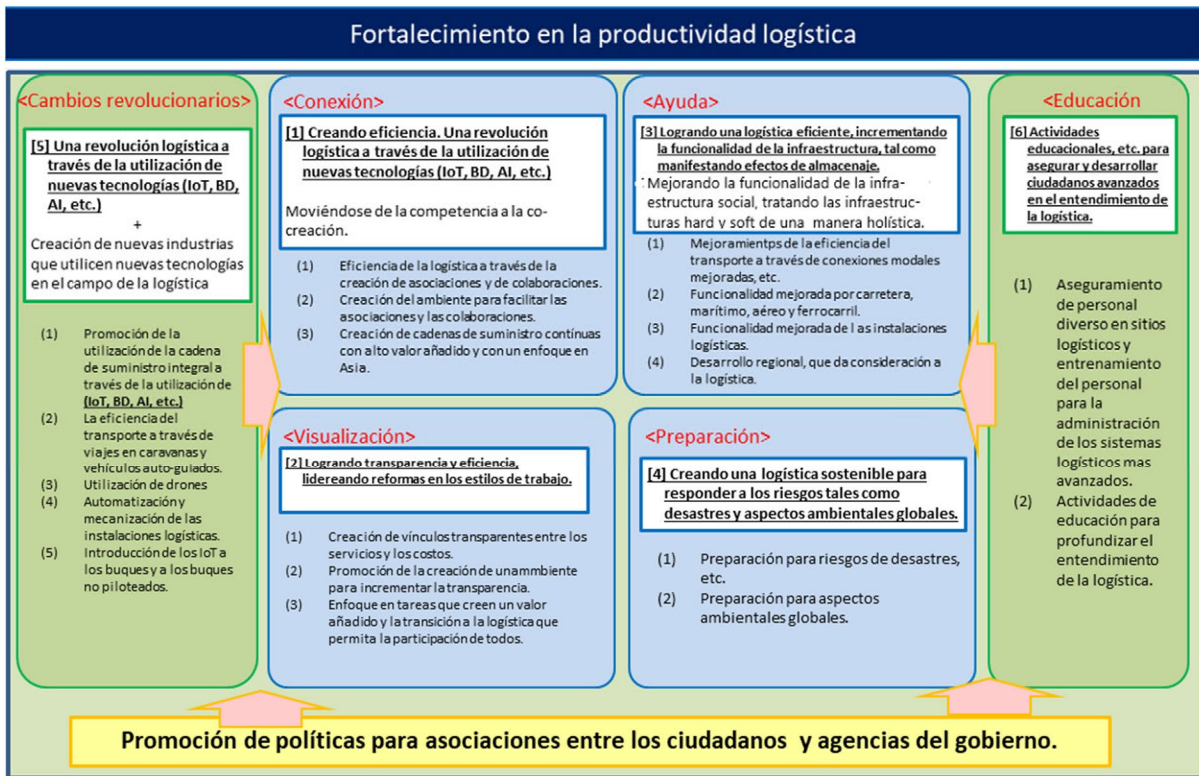 Fortalecimiento en la productividad logística
<Cambios revolucionarios>
[5] Una revolución logística a
través de la utilización de
nuevas tecnologías (IoT, BD,
AI, etc.)
+
Creación de nuevas industrias
que utilicen nuevas tecnologías
en el campo de la logística
(1) Promoción de la
utilización de la cadena
de suministro integral a
través de la utilización de
(IoT, BD, AI, etc.)
(2) La eficiencia del
transporte a través de
viajes en caravanas y
vehículos auto-guiados.
(3) Utilización de drones
(4) Automatización y
mecanización de las
instalaciones logísticas.
(5) Introducción de los IoT a
los buques y a los buques
no piloteados.
<Conexión>
[1] Creando eficiencia. Una revolución
logística a través de la utilización de
nuevas tecnologías (IoT, BD, AI, etc.)
Moviéndose de la competencia a la co-
creación.
(1) Eficiencia de la logística a través de la
creación de asociaciones y de colaboraciones.
(2) Creación del ambiente para facilitar las
asociaciones y las colaboraciones.
(3) Creación de cadenas de suministro contínuas
con alto valor añadido y con un enfoque en
Asia.
<Ayuda>
[3] Logrando una logística eficiente, incrementando
la funcionalidad de la infraestructura, tal como
manifestando efectos de almacenaje.
Mejorando la funcionalidad de la infra-
estructura social, tratando las infraestruc-
turas hard y soft de una manera holística.
(1) Mejoramientps de la eficiencia del
transporte a través de conexiones modales
mejoradas, etc.
(2) Funcionalidad mejorada por carretera,
marítimo, aéreo y ferrocarril.
(3) Funcionalidad mejorada de l as instalaciones
logísticas.
(4) Desarrollo regional, que da consideración a
la logística.
<Visualización>
[2] Logrando transparencia y eficiencia,
lidereando reformas en los estilos de trabajo.
(1) Creación de vínculos transparentes entre los
servicios y los costos.
(2) Promoción de la creación de unammbiente
para incrementar la transparencia.
(3) Enfoque en tareas que creen un valor
añadido y la transición a la logística que
permita la participación de todos.
<Preparación>
[4] Creando una logística sostenible para
responder a los riesgos tales como
desastres y aspectos ambientales globales.
(1) Preparación para riesgos de desastres,
etc.
(2) Preparación para aspectos
ambientales globales.
<Educación
[6] Actividades
educacionales, etc. para
asegurar y desarrollar
ciudadanos avanzados
en el entendimiento de
la logística.
(1) Aseguramiento
de personal
diverso en sitios
logísticos y
entrenamiento
del personal
para la
administración
de los sistemas
logísticos mas
avanzados.
(2) Actividades de
educación para
profundizar el
entendimiento
de la logística.
Promoción de políticas para asociaciones entre los ciudadanos y agencias del gobierno.